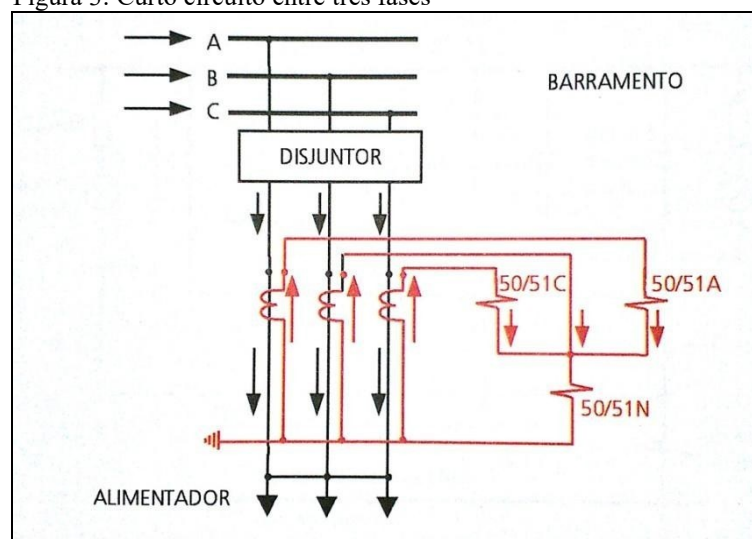 Figura 3: Curto circuito entre três fases
A
B
C
BARRAMENTO
DISJUNTOR
50/51C
50/51A
50/51N
ALIMENTADOR